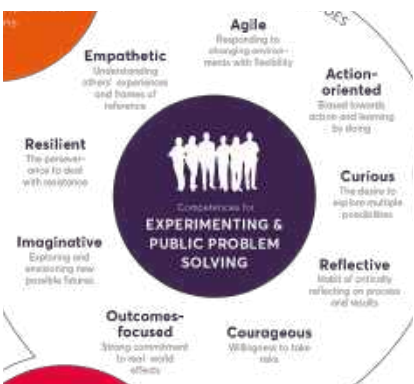 Agile
Responding to
changing environ-
ments with flexibility
Empathetic
Understanding
others' experiences
and frames of
reference
Action-
oriented
Biased towards
action and learning
by doing
Resilient
The persever-
ance to deal
with resistance
Curious
The desire to
explore multiple
possibilities
Competencies for
EXPERIMENTING &
PUBLIC PROBLEM
SOLVING
Imaginative
Exploring and
envisioning new
possible futures
Reflective
Habit of critically
reflecting on process
and results
Outcomes-
focused
Strong commitment
to real world
effects
Courageous
Willingness to take
risks